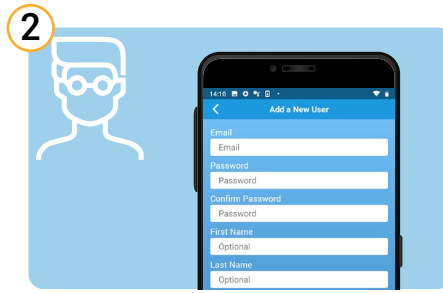 2
14:10
Add a New User
Email
Email
Password
Password
Confirm Password
Password
First Name
Optional
Last Name
Optional